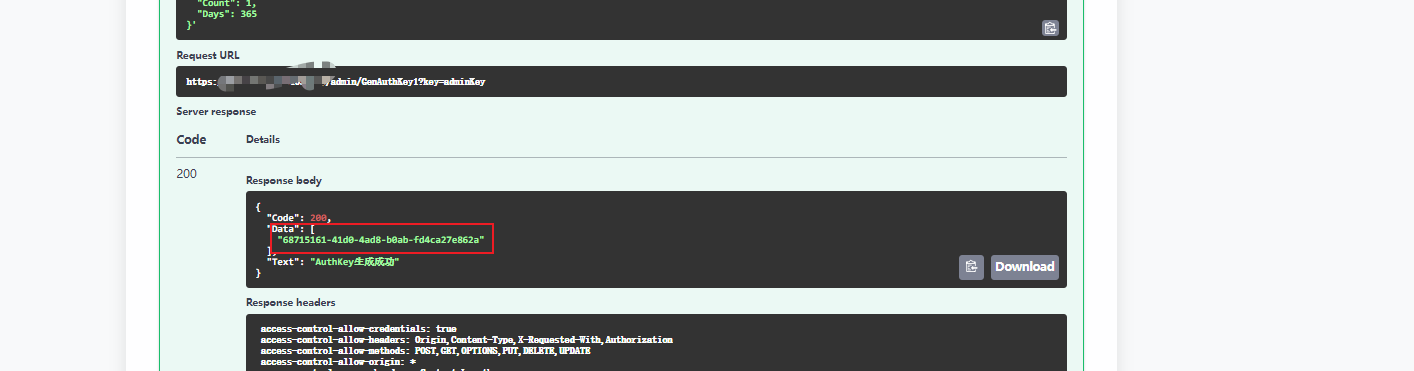 "Count": 1,
"Days": 365
}'
Request URL
https: /admin/GenAuthKey1?key=adminKey
Server response
Code Details
200
Response body
{
"Code": 200,
"Data": [
"68715161-41d0-4ad8-b0ab-fd4ca27e862a"
],
"Text": "AuthKey生成成功"
}
Download
Response headers
access-control-allow-credentials: true
access-control-allow-headers: Origin,Content-Type,X-Requested-With,Authorization
access-control-allow-methods: POST,GET,OPTIONS,PUT,DELETE,UPDATE
access-control-allow-origin: *